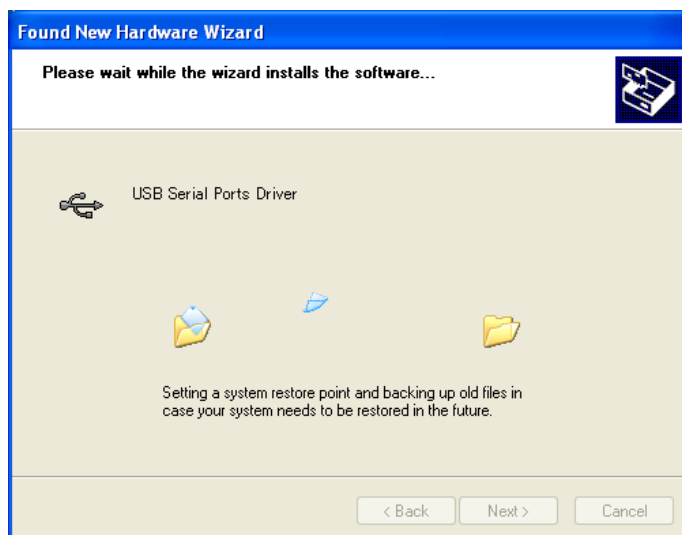 Found New Hardware Wizard
Please wait while the wizard installs the software...
USB Serial Ports Driver
Setting a system restore point and backing up old files in
case your system needs to be restored in the future.
< Back
Next >
Cancel